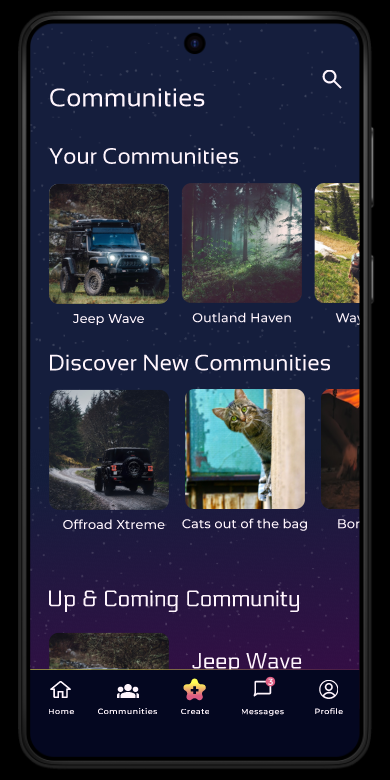 Communities
Your Communities
Jeep Wave
Outland Haven
Way
Discover New Communities
Offroad Xtreme
Cats out of the bag
Bon
Up & Coming Community
Jeep Wave
3
Home
Communities
Create
Messages
Profile